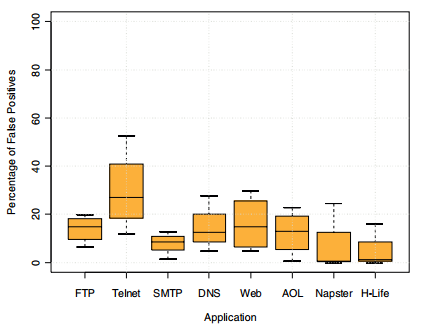 Percentage of False Positives
100
80
60
40
20
0
FTP Telnet SMTP DNS Web AOL Napster H-Life
Application